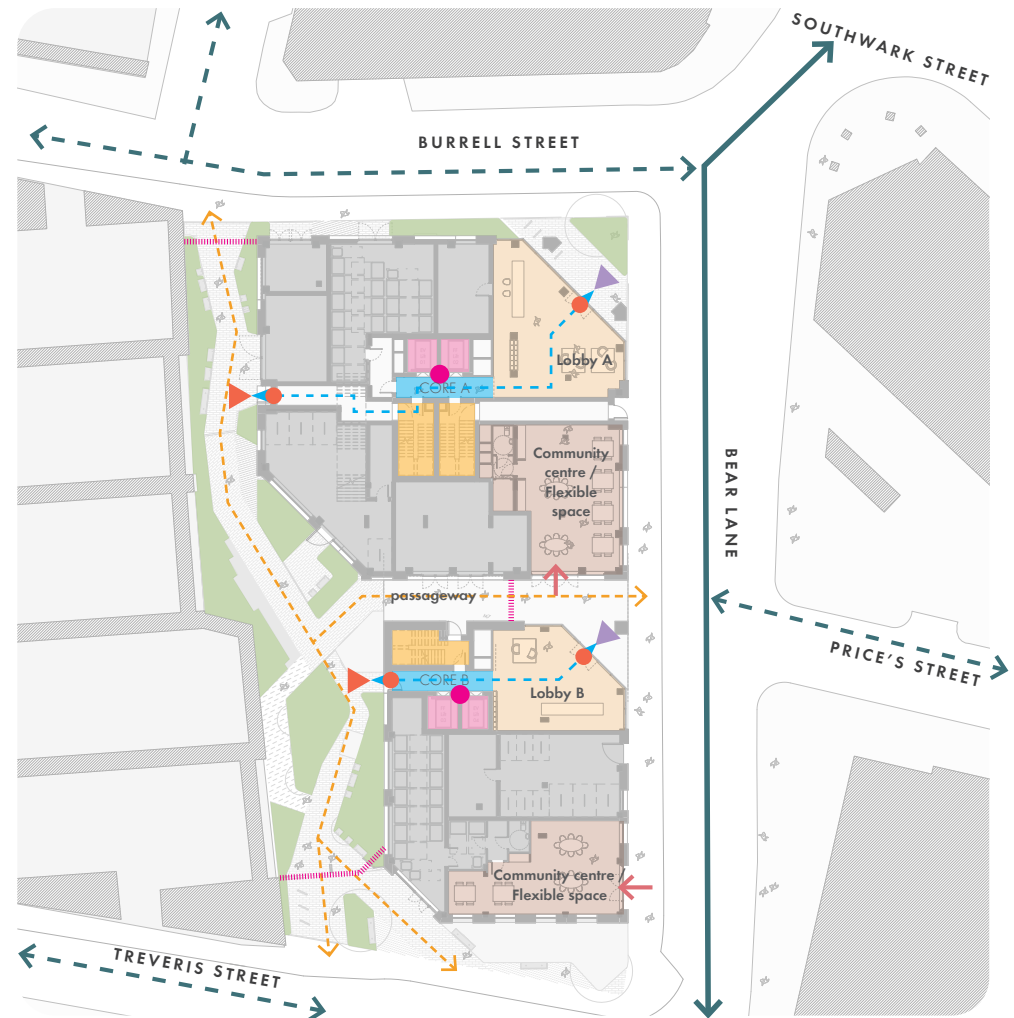 SOUTHWARK STREET
BURRELL STREET
Lobby A
CORE A
Community
centre /
Flexible
space
BEAR LANE
passageway
PRICE'S STREET
CORE B
Lobby B
Community centre /
Flexible space
TREVERIS STREET